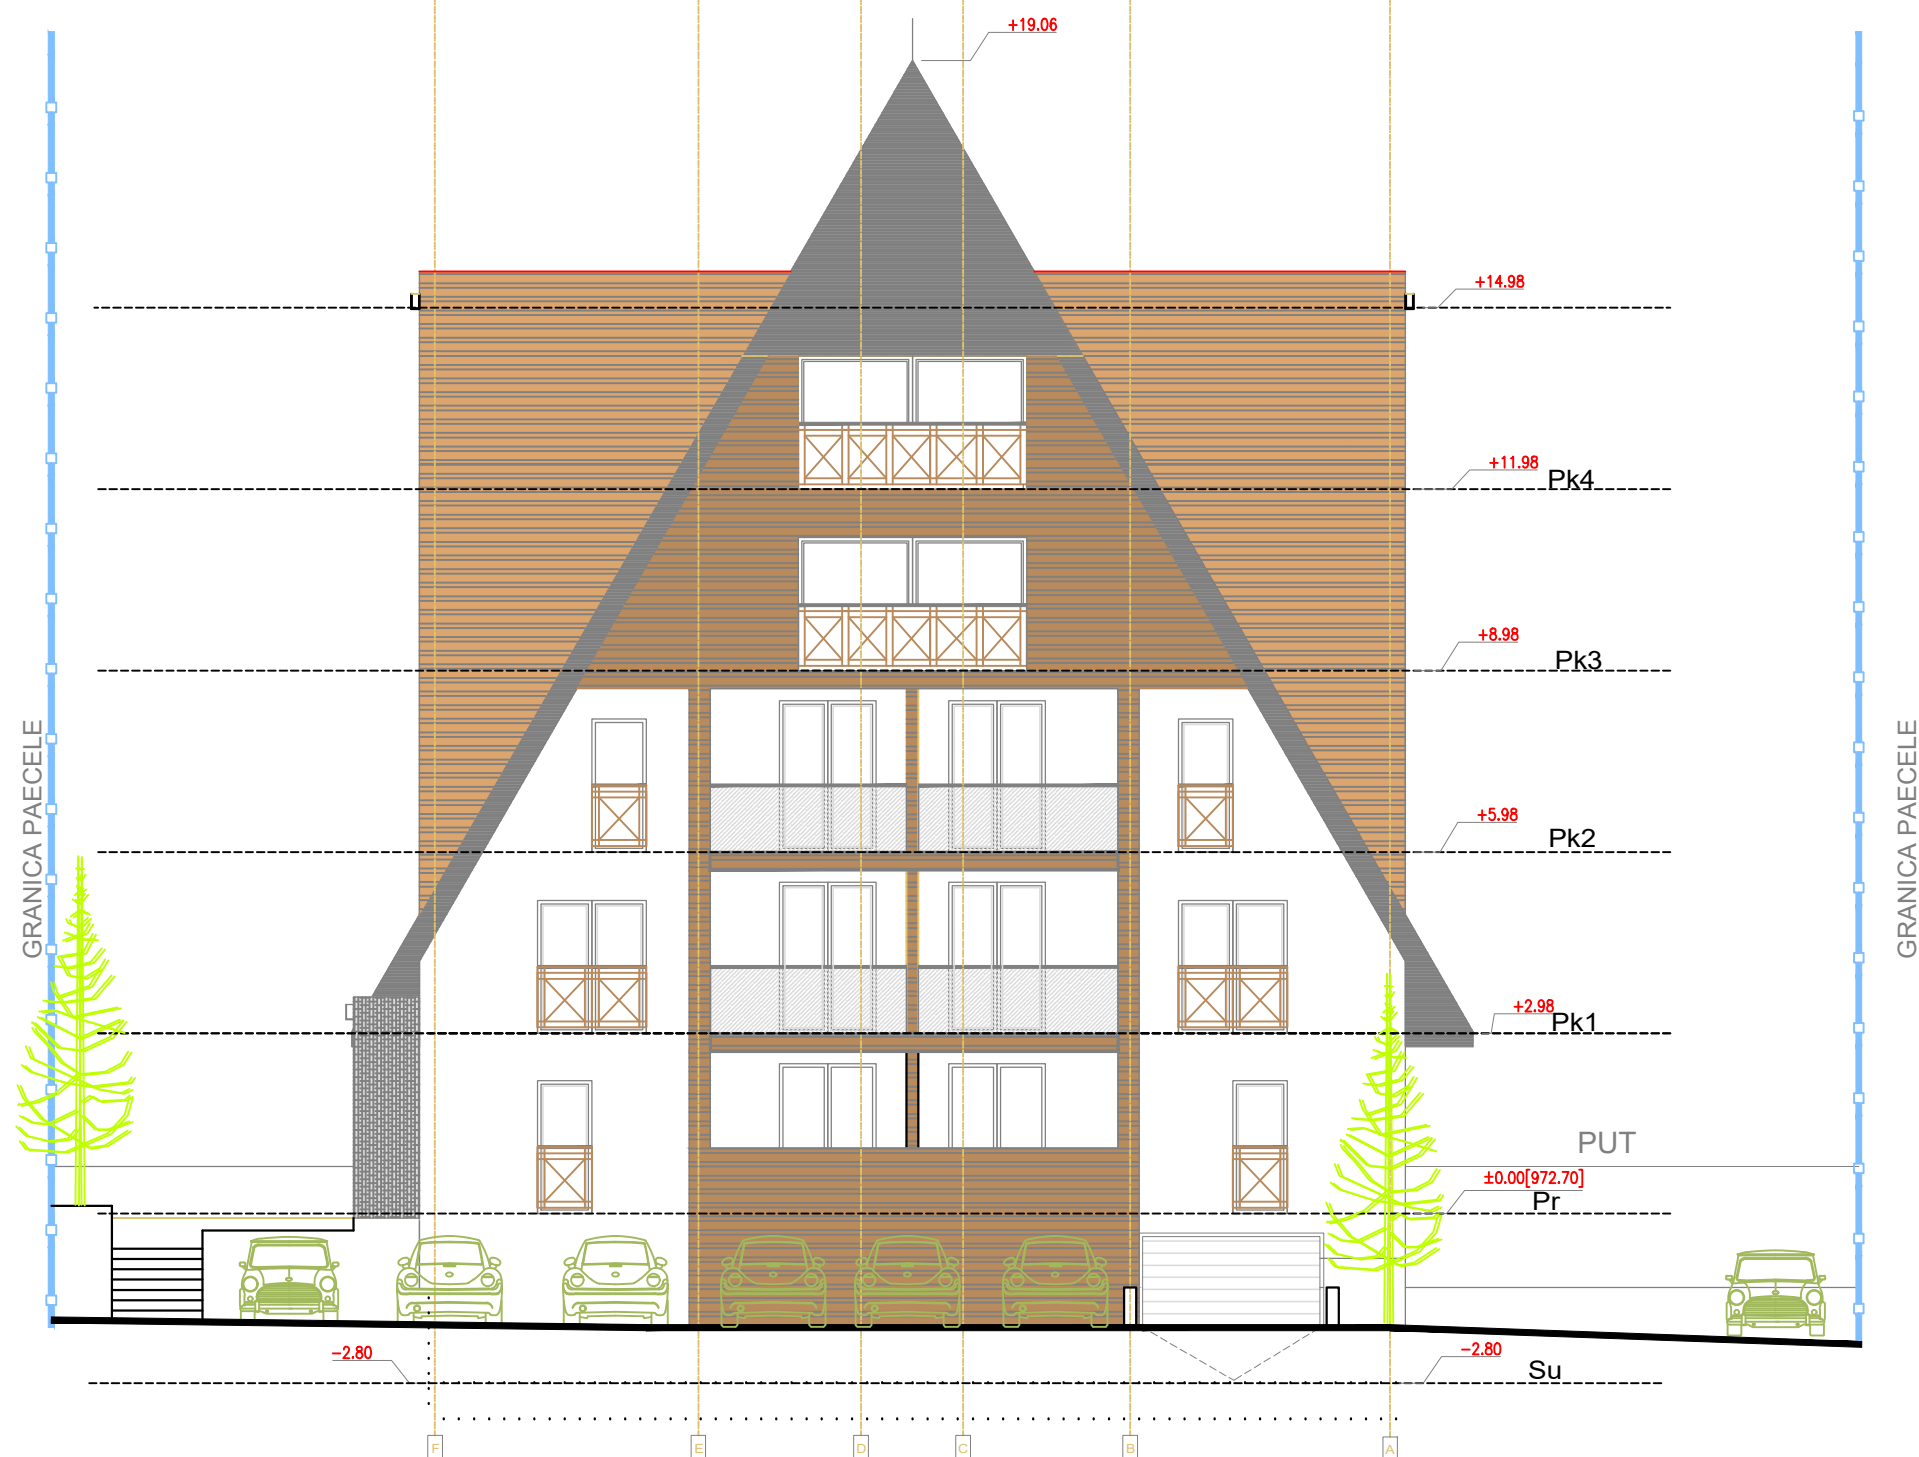 +19.06
+14.98
+11.98
Pk4
+8.98
Pk3
GRANICA PAECELE
GRANICA PAECELE
+5.98
Pk2
+2.98
Pk1
PUT
±0.00[972.70]
Pr
-2.80
-2.80
Su
F
E
D
C
B
A